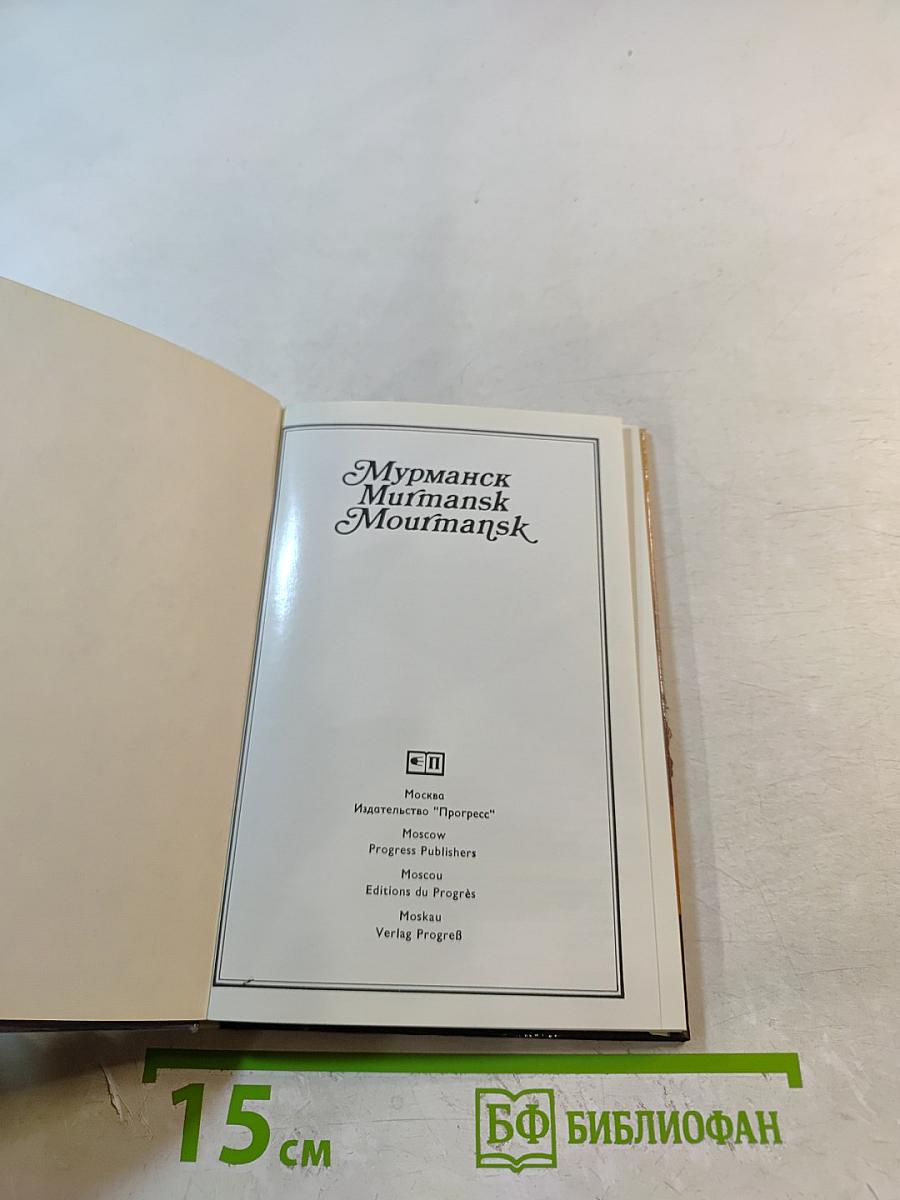 Мурманск
Murmansk
Mourmansk
П
Москва
Издательство "Прогресс"
Moscow
Progress Publishers
Moscou
Editions du Progrès
Moskau
Verlag Progreß
15 см
БФ БИБЛИОФАН